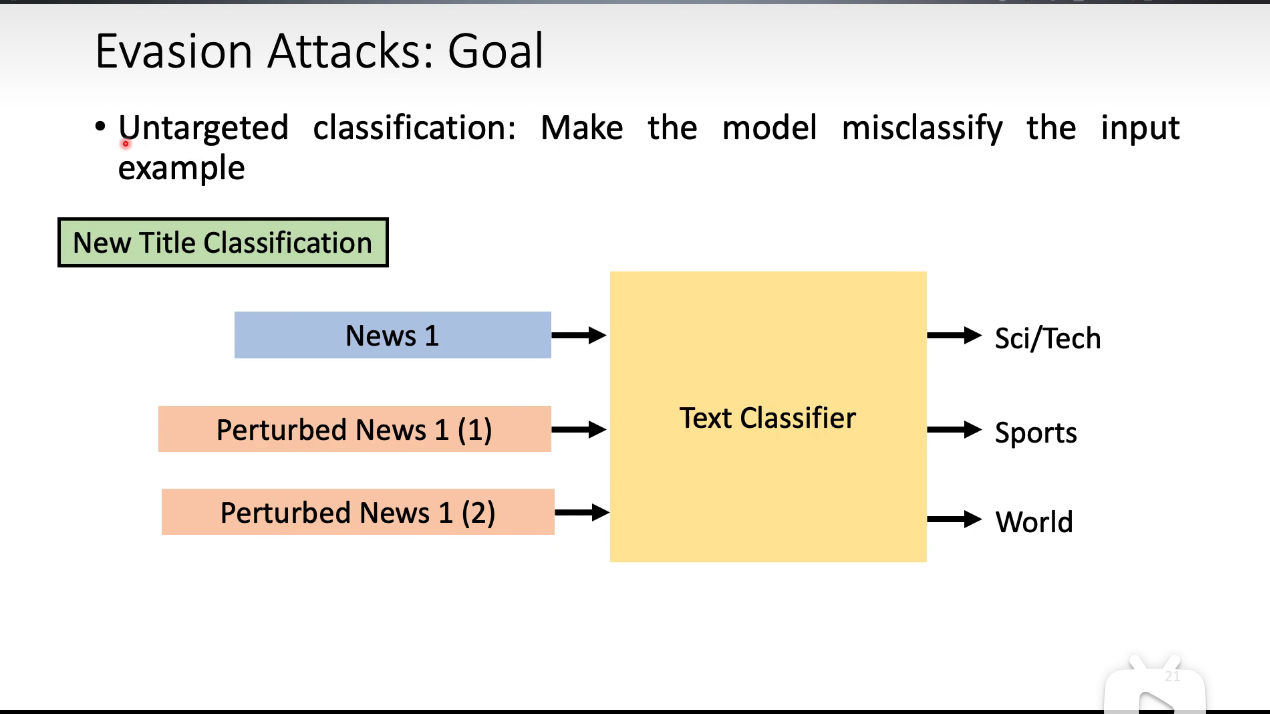 Evasion Attacks: Goal
• Untargeted classification: Make the model misclassify the input
example
New Title Classification
News 1
Sci/Tech
Perturbed News 1 (1)
Text Classifier
Sports
Perturbed News 1 (2)
World
21